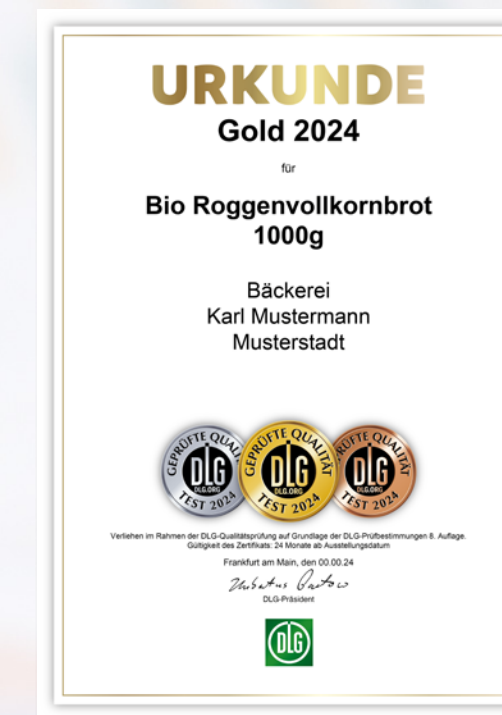 URKUNDE
Gold 2024
für
Bio Roggenvollkornbrot
1000g
Bäckerei
Karl Mustermann
Musterstadt
GEPRÜFTE QUALITÄT
DLG
DLG.ORG
TEST 2024
GEPRÜFTE QUALITÄT
DLG
DLG.ORG
TEST 2024
GEPRÜFTE QUALITÄT
DLG
DLG.ORG
TEST 2024
Verliehen im Rahmen der DLG-Qualitätsprüfung auf Grundlage der DLG-Prüfbestimmungen 8. Auflage.
Gültigkeit des Zertifikats: 24 Monate ab Ausstellungsdatum
Frankfurt am Main, den 00.00.24
DLG-Präsident
DLG